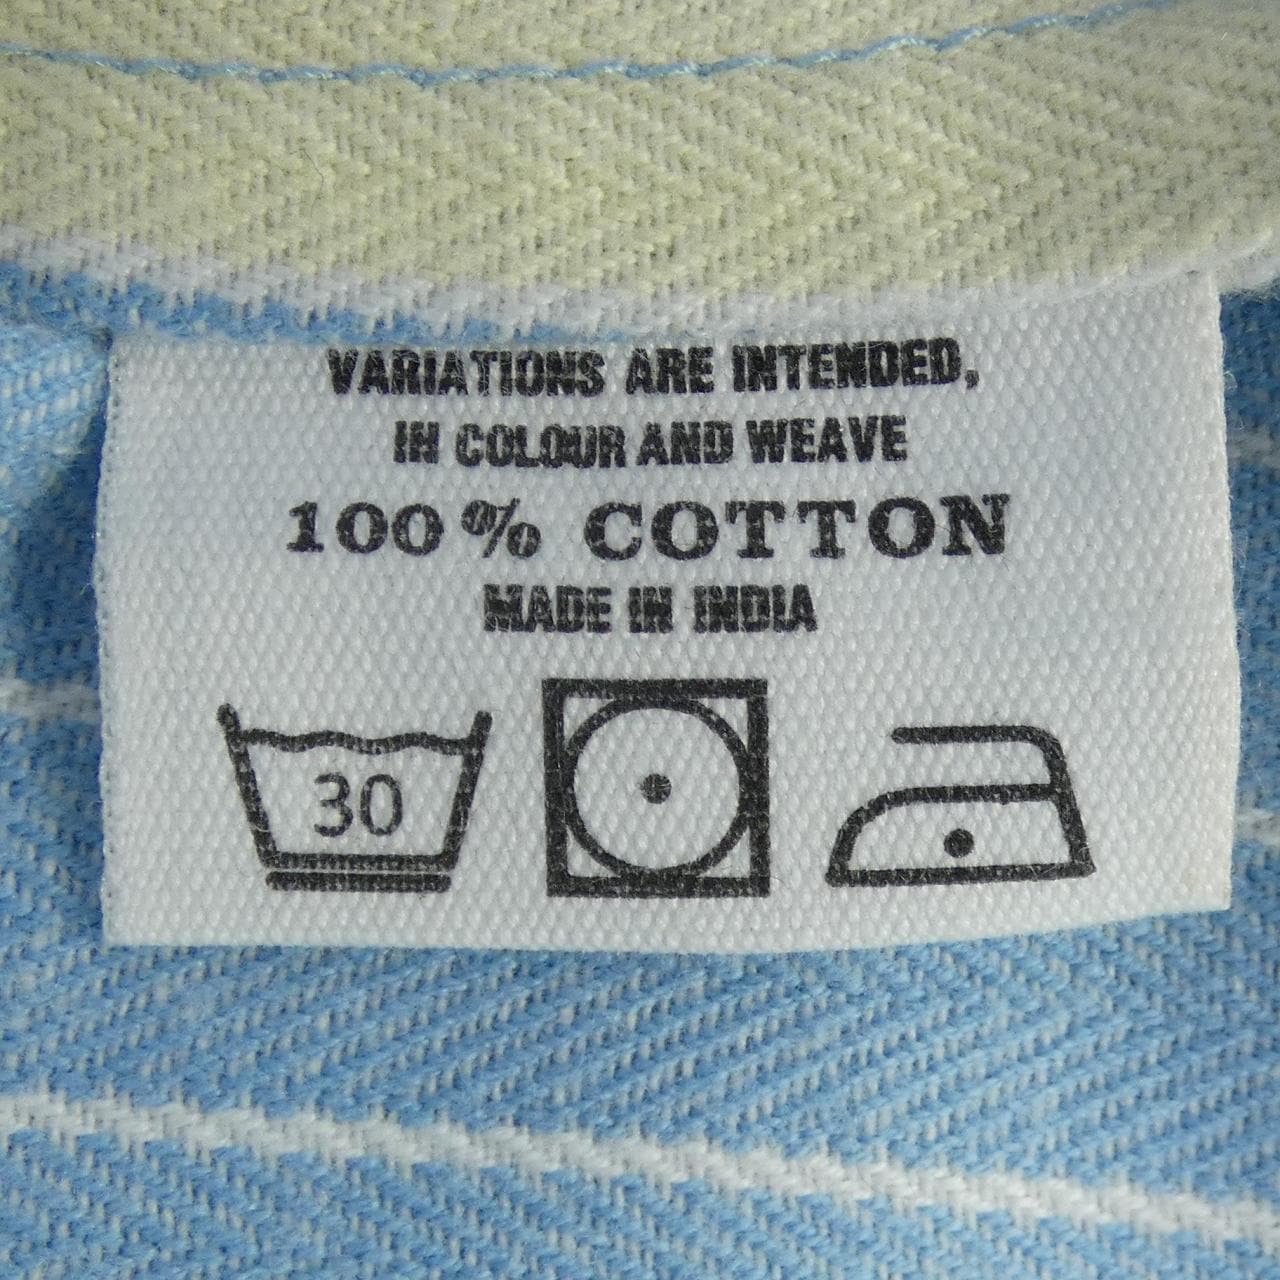 VARIATIONS ARE INTENDED,
IN COLOUR AND WEAVE
100% COTTON
MADE IN INDIA
30